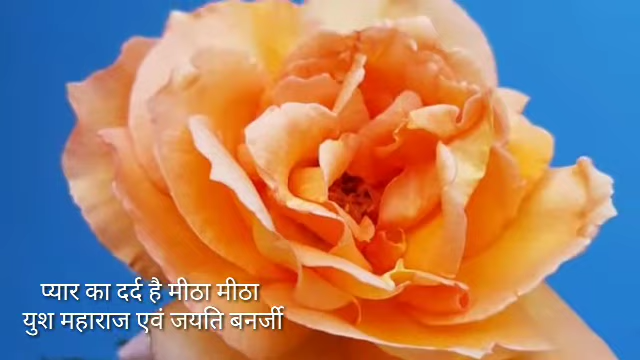 प्यार का दर्द है मीठा मीठा
युश महाराज एवं जयति बनर्जी